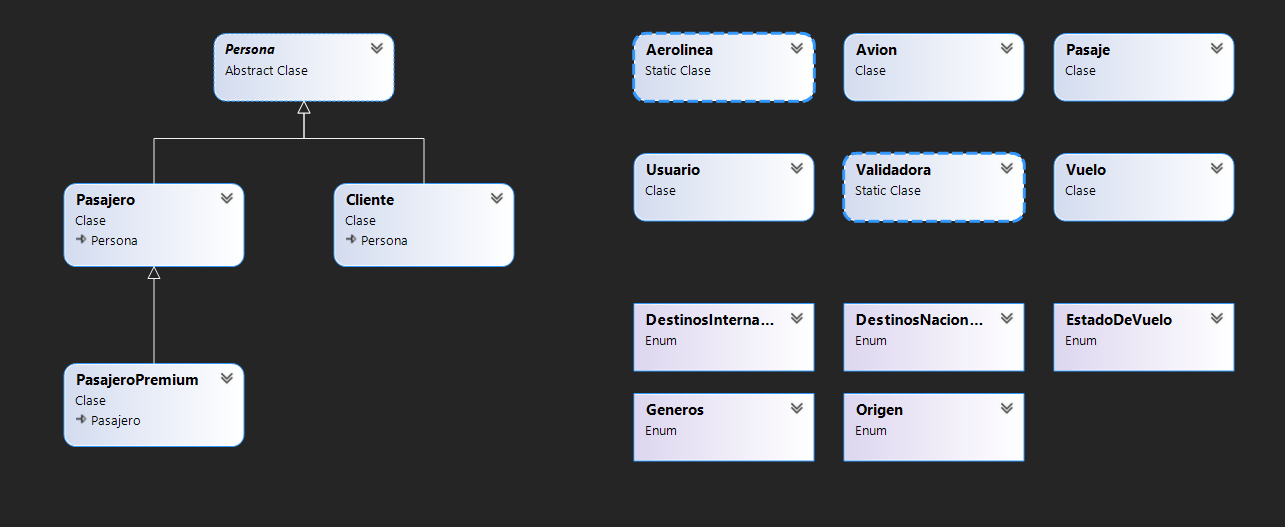 Persona
Abstract Clase
Pasajero
Clase
Persona
Cliente
Clase
Persona
PasajeroPremium
Clase
Pasajero
Aerolinea
Static Clase
Avion
Clase
Pasaje
Clase
Usuario
Clase
Validadora
Static Clase
Vuelo
Clase
DestinosInterna...
Enum
DestinosNacion...
Enum
EstadoDeVuelo
Enum
Generos
Enum
Origen
Enum